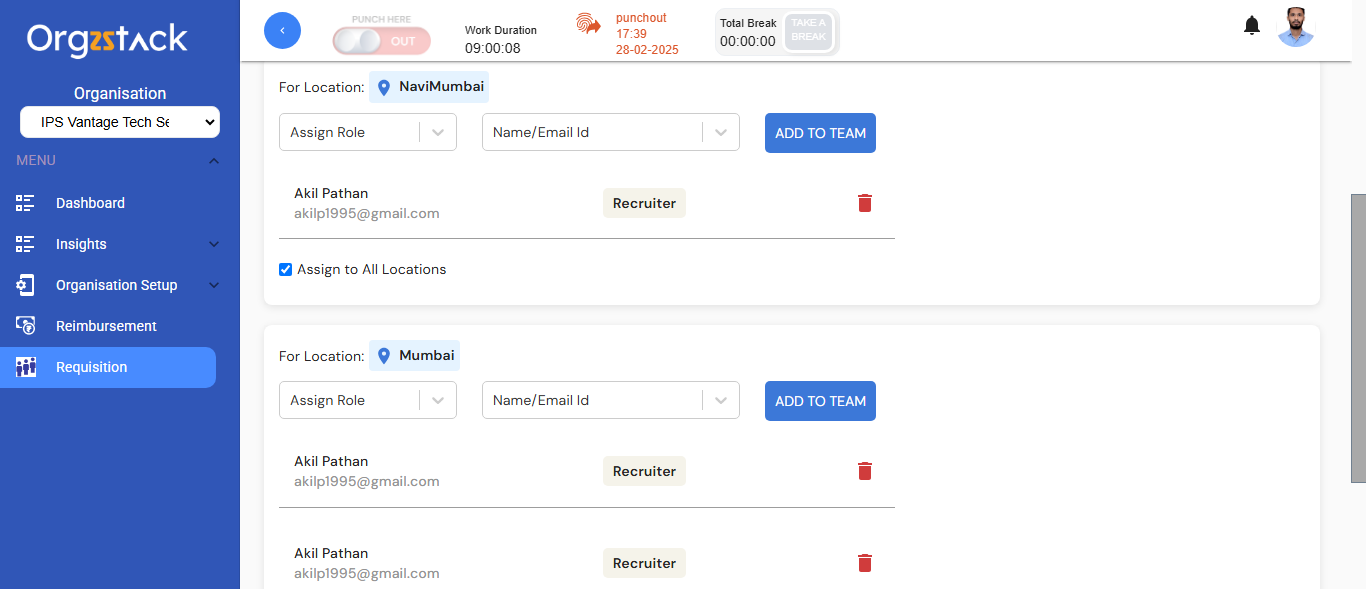 Orgzstack
Organisation
IPS Vantage Tech Se
MENU
Dashboard
Insights
Organisation Setup
Reimbursement
Requisition
‹
PUNCH HERE
OUT
Work Duration
09:00:08
punchout
17:39
28-02-2025
Total Break
00:00:00
TAKE A
BREAK
For Location: NaviMumbai
Assign Role Name/Email Id ADD TO TEAM
Akil Pathan
akilp1995@gmail.com
Recruiter
Assign to All Locations
For Location: Mumbai
Assign Role Name/Email Id ADD TO TEAM
Akil Pathan
akilp1995@gmail.com
Recruiter
Akil Pathan
akilp1995@gmail.com
Recruiter